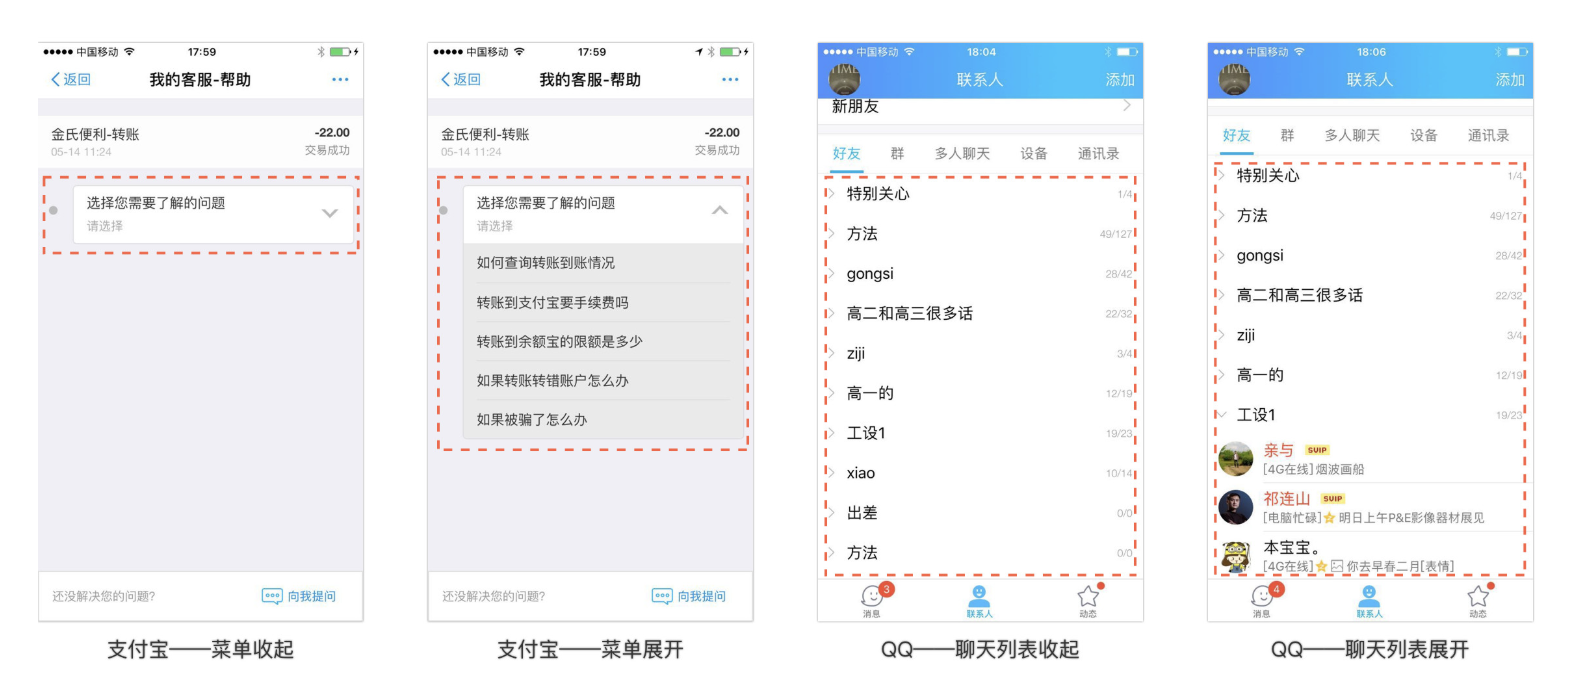 中国移动 17:59
返回 我的客服-帮助
金氏便利-转账 -22.00
05-14 11:24 交易成功
选择您需要了解的问题
请选择
还没解决您的问题? 向我提问
支付宝——菜单收起
中国移动 17:59
返回 我的客服-帮助
金氏便利-转账 -22.00
05-14 11:24 交易成功
选择您需要了解的问题
请选择
如何查询转账到账情况
转账到支付宝要手续费吗
转账到余额宝的限额是多少
如果转账转错账户怎么办
如果被骗了怎么办
还没解决您的问题? 向我提问
支付宝——菜单展开
中国移动 18:04
TIME 联系人 添加
新朋友
好友 群 多人聊天 设备 通讯录
特别关心 1/4
方法 49/127
gongsi 28/42
高二和高三很多话 22/32
ziji 3/4
高一的 12/19
工设1 19/23
xiao 10/14
出差 0/0
方法 0/0
3
消息 联系人 动态
QQ——聊天列表收起
中国移动 18:06
TIME 联系人 添加
好友 群 多人聊天 设备 通讯录
特别关心 1/4
方法 49/127
gongsi 28/42
高二和高三很多话 22/32
ziji 3/4
高一的 12/19
工设1 19/23
亲与 SVIP
[4G在线] 烟波画船
祁连山 SVIP
[电脑忙碌] 明日上午P&E影像器材展见
本宝宝。
[4G在线] 你去早春二月[表情]
4
消息 联系人 动态
QQ——聊天列表展开